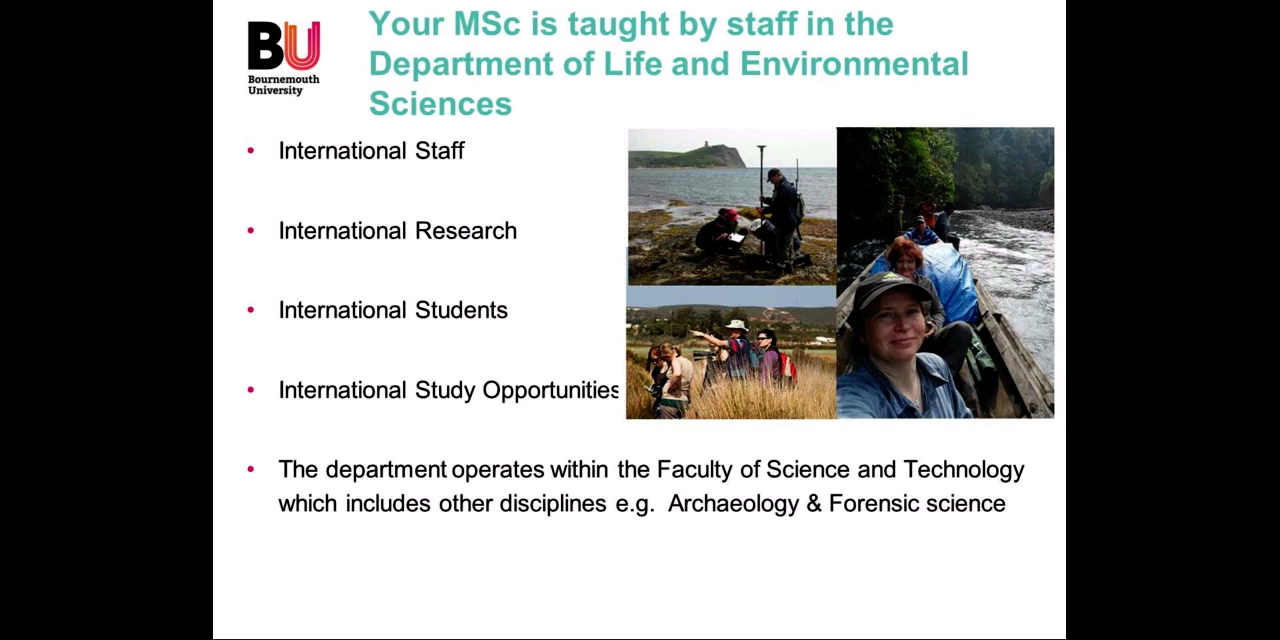 BU
Bournemouth
University
Your MSc is taught by staff in the
Department of Life and Environmental
Sciences
• International Staff
• International Research
• International Students
• International Study Opportunities
• The department operates within the Faculty of Science and Technology
which includes other disciplines e.g. Archaeology & Forensic science